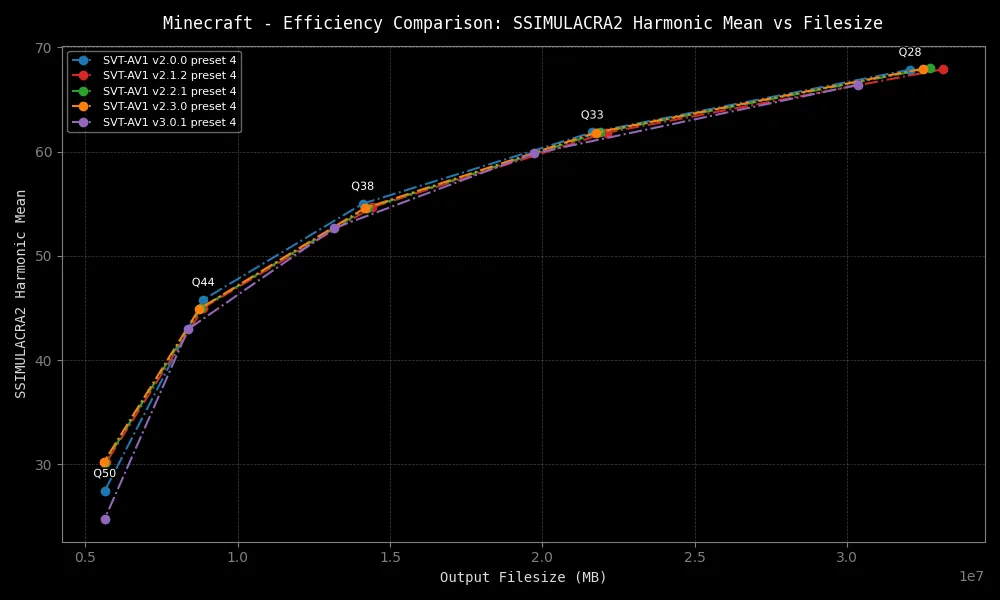 Minecraft - Efficiency Comparison: SSIMULACRA2 Harmonic Mean vs Filesize
SVT-AV1 v2.0.0 preset 4
SVT-AV1 v2.1.2 preset 4
SVT-AV1 v2.2.1 preset 4
SVT-AV1 v2.3.0 preset 4
SVT-AV1 v3.0.1 preset 4
Q28
Q33
Q38
Q44
Q50
70
60
50
40
30
SSIMULACRA2 Harmonic Mean
0.5 1.0 1.5 2.0 2.5 3.0
1e7
Output Filesize (MB)